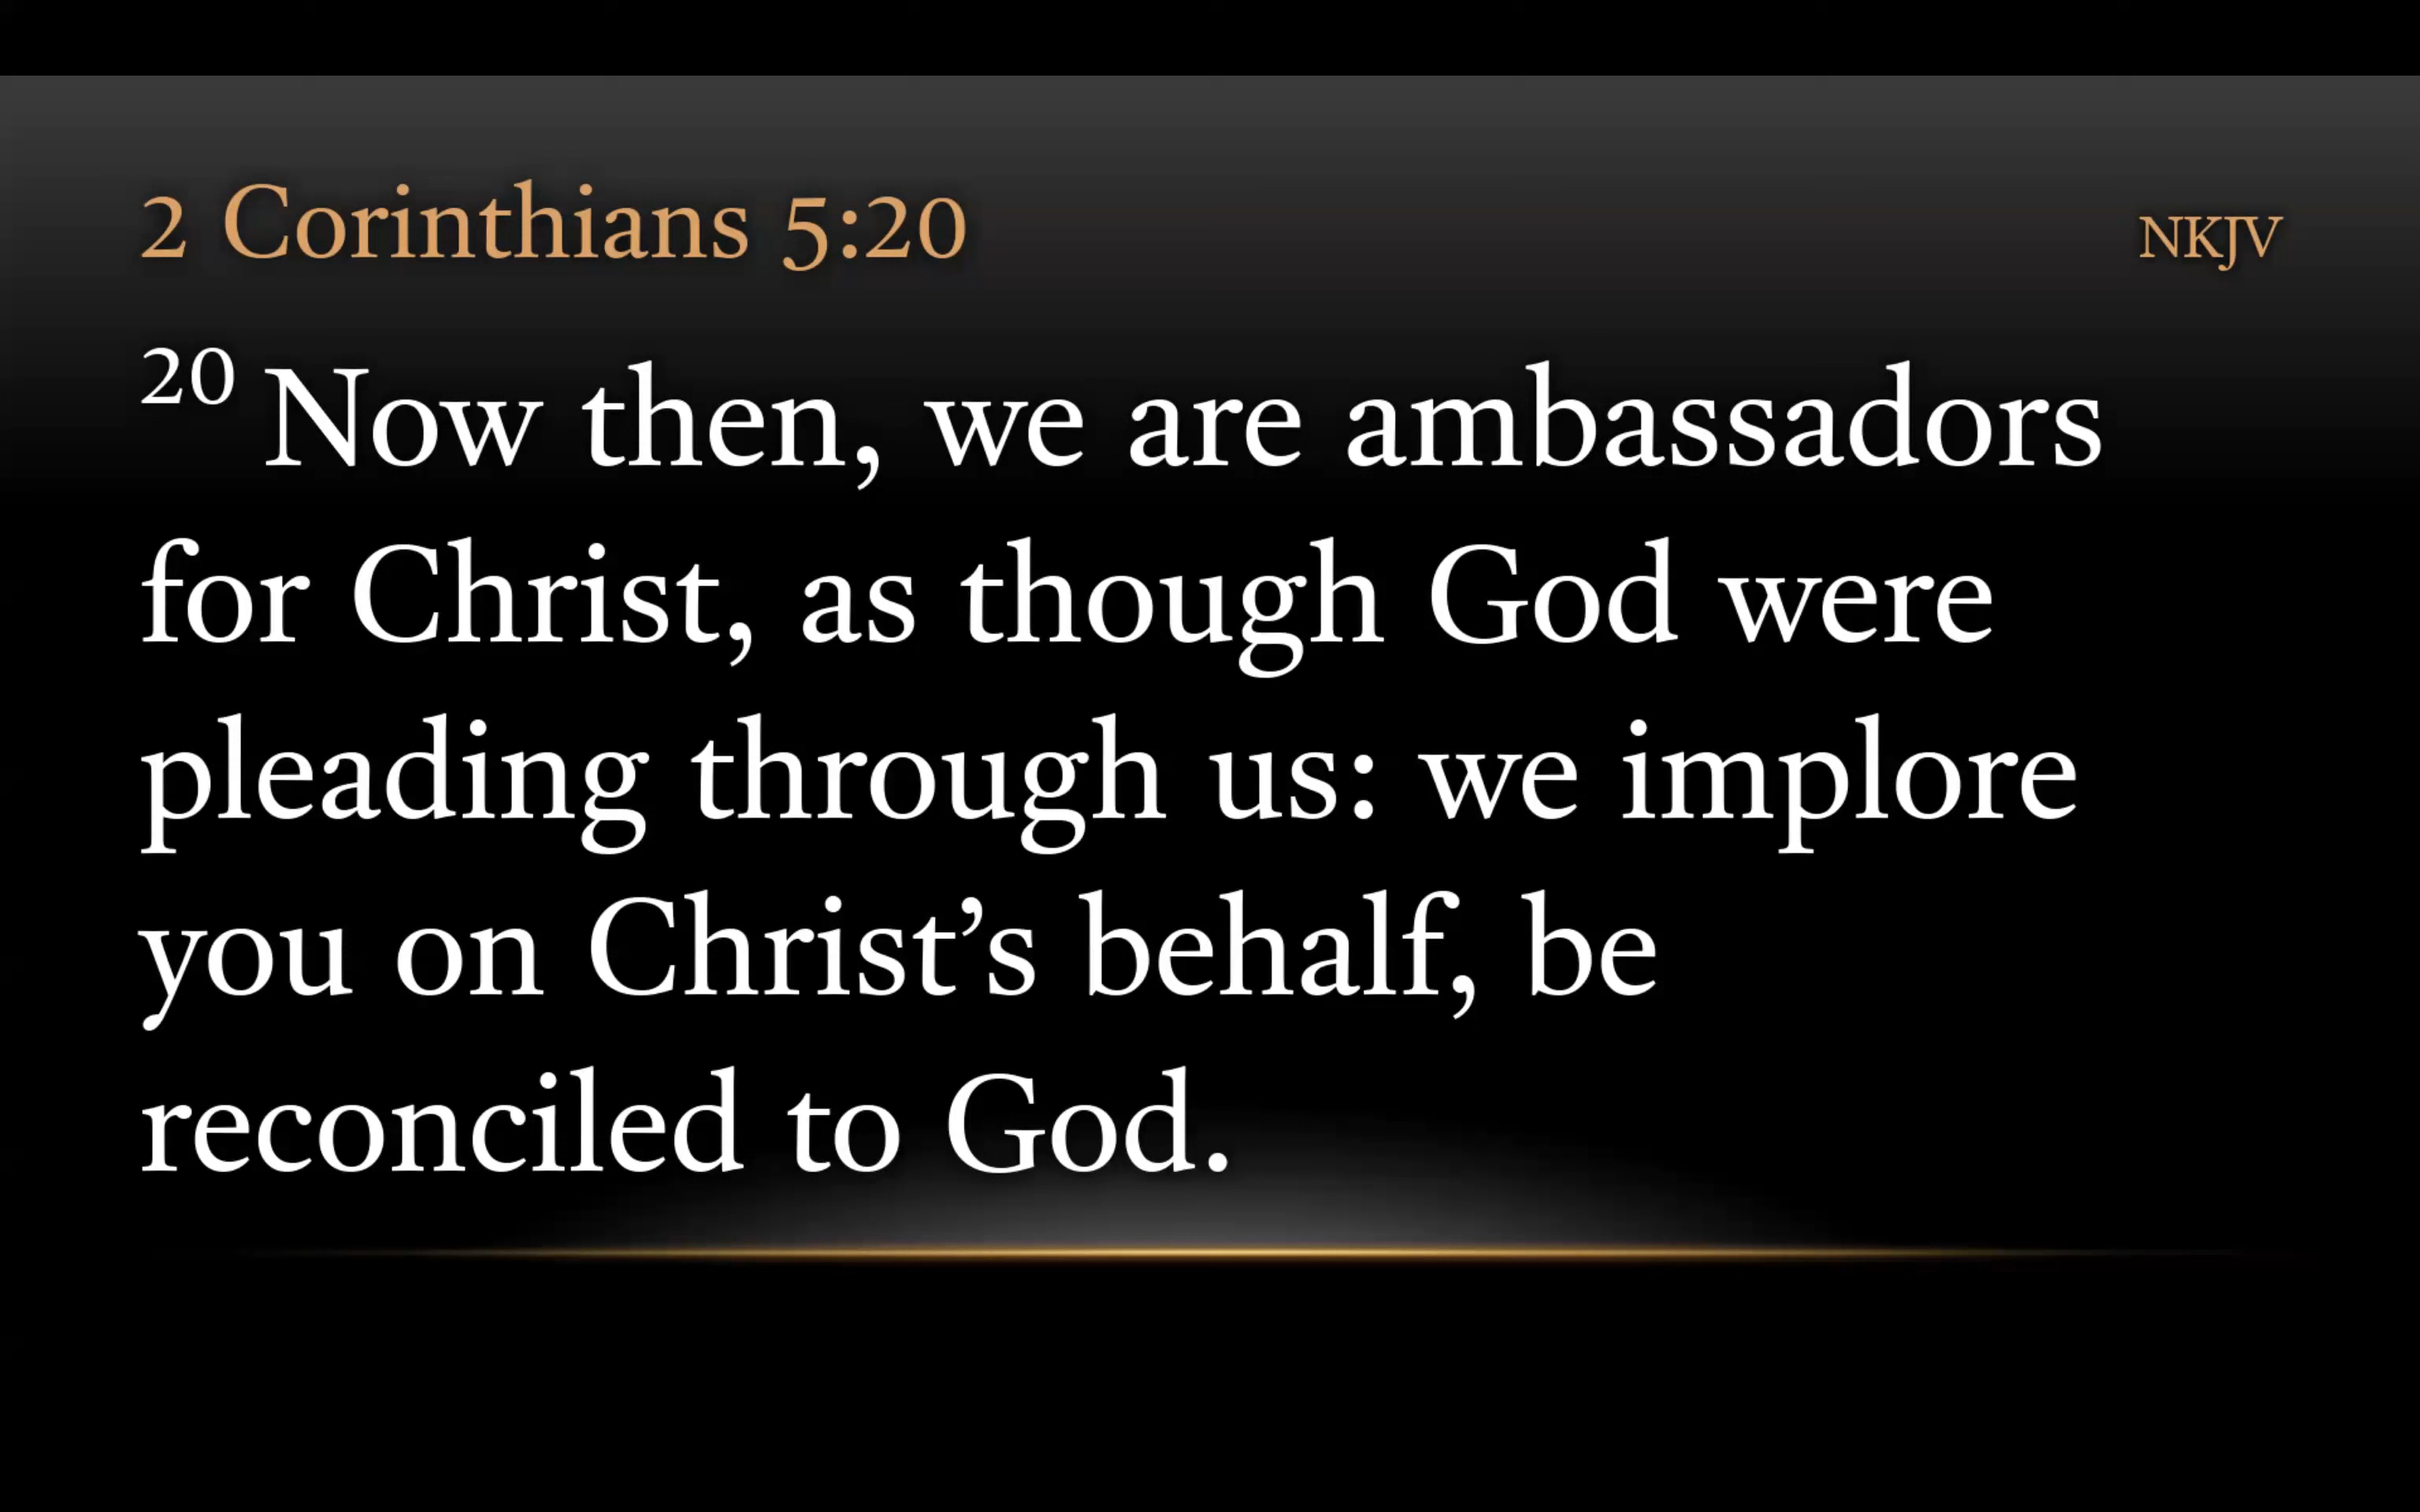 2 Corinthians 5:20 NKJV
20 Now then, we are ambassadors
for Christ, as though God were
pleading through us: we implore
you on Christ’s behalf, be
reconciled to God.